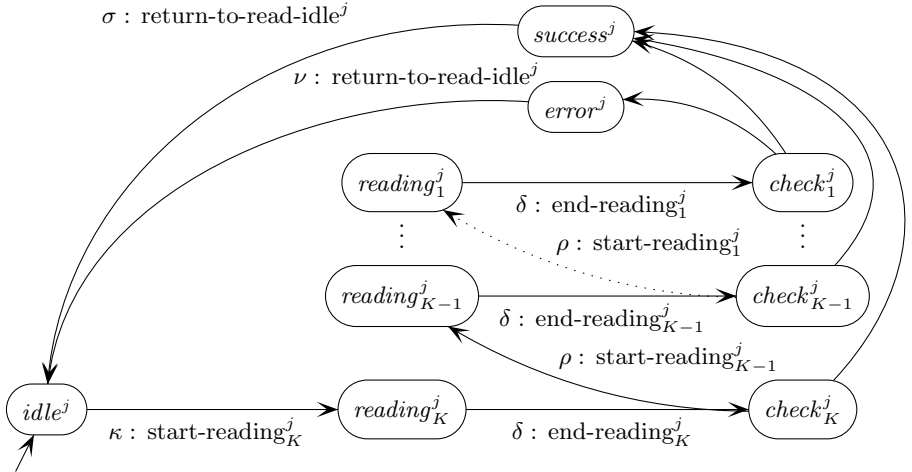 σ : return-to-read-idle^j
success^j
ν : return-to-read-idle^j
error^j
reading_1^j
check_1^j
δ : end-reading_1^j
⋮ ρ : start-reading_1^j ⋮
reading_{K-1}^j
check_{K-1}^j
δ : end-reading_{K-1}^j
ρ : start-reading_{K-1}^j
idle^j
reading_K^j
check_K^j
κ : start-reading_K^j
δ : end-reading_K^j